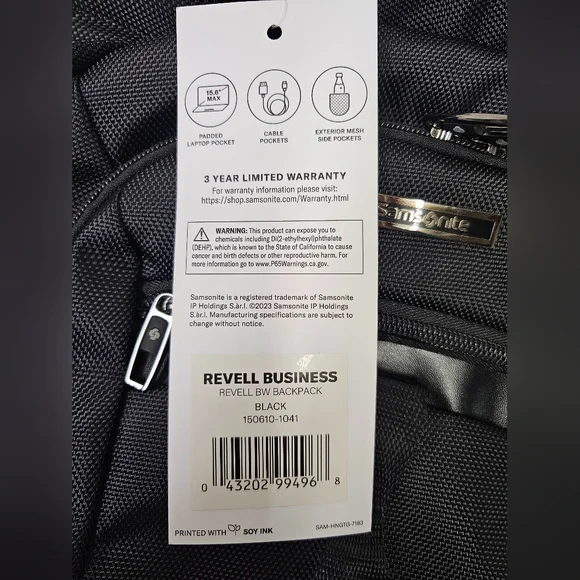 15.6"
MAX
PADDED
LAPTOP POCKET
CABLE
POCKETS
EXTERIOR MESH
SIDE POCKETS
3 YEAR LIMITED WARRANTY
For warranty information please visit:
https://shop.samsonite.com/Warranty.html
WARNING: This product can expose you to
chemicals including Di(2-ethylhexyl)phthalate
(DEHP), which is known to the State of California to cause
cancer and birth defects or other reproductive harm. For
more information go to www.P65Warnings.ca.gov.
Samsonite is a registered trademark of Samsonite
IP Holdings S.àr.l. ©2023 Samsonite IP Holdings
S.àr.l. Manufacturing specifications are subject to
change without notice.
Samsonite
REVELL BUSINESS
REVELL BW BACKPACK
BLACK
150610-1041
0 43202 99496 8
PRINTED WITH SOY INK
SAM-HNGTG-7183